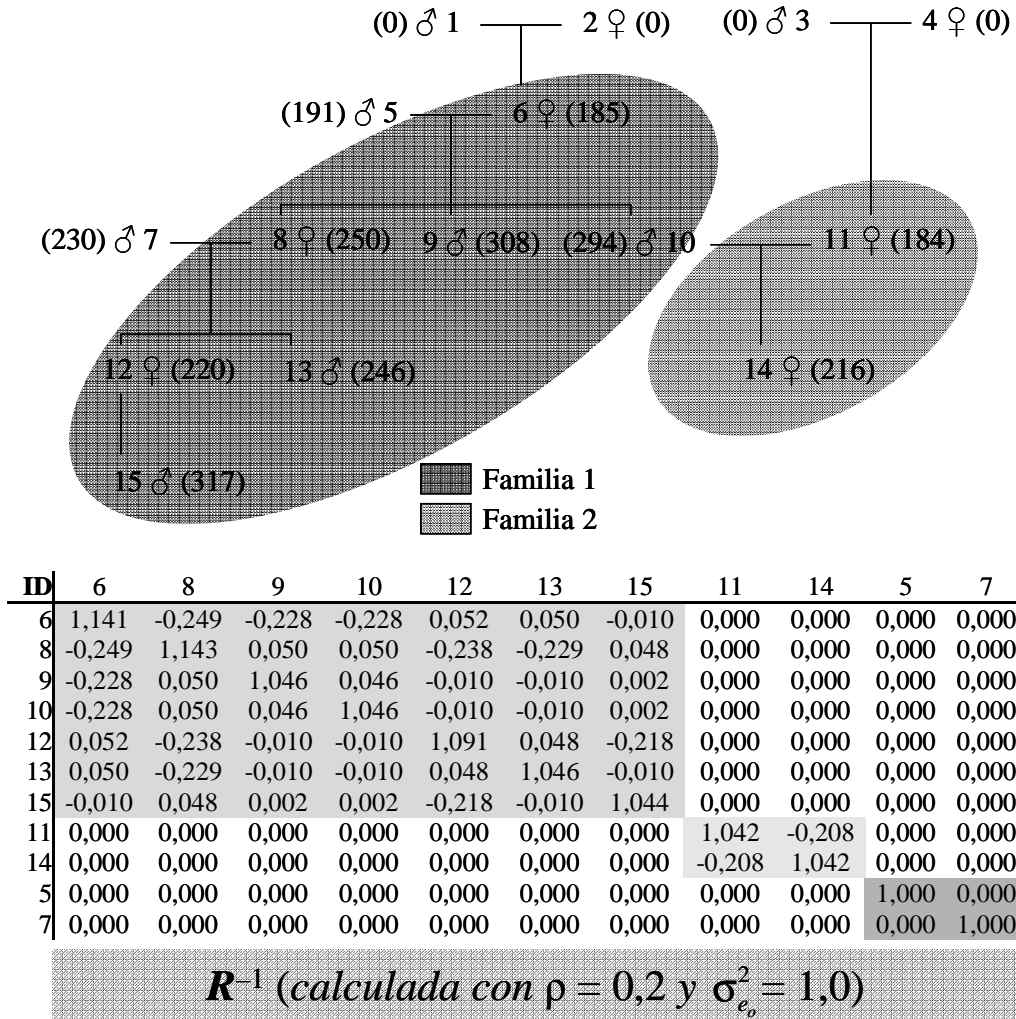 (0) ♂ 1 2 ♀ (0) (0) ♂ 3 4 ♀ (0)
(191) ♂ 5 6 ♀ (185)
(230) ♂ 7 8 ♀ (250) 9 ♂ (308) (294) ♂ 10 11 ♀ (184)
12 ♀ (220) 13 ♂ (246) 14 ♀ (216)
15 ♂ (317)
Familia 1
Familia 2
ID 6 8 9 10 12 13 15 11 14 5 7
6 1,141 -0,249 -0,228 -0,228 0,052 0,050 -0,010 0,000 0,000 0,000 0,000
8 -0,249 1,143 0,050 0,050 -0,238 -0,229 0,048 0,000 0,000 0,000 0,000
9 -0,228 0,050 1,046 0,046 -0,010 -0,010 0,002 0,000 0,000 0,000 0,000
10 -0,228 0,050 0,046 1,046 -0,010 -0,010 0,002 0,000 0,000 0,000 0,000
12 0,052 -0,238 -0,010 -0,010 1,091 0,048 -0,218 0,000 0,000 0,000 0,000
13 0,050 -0,229 -0,010 -0,010 0,048 1,046 -0,010 0,000 0,000 0,000 0,000
15 -0,010 0,048 0,002 0,002 -0,218 -0,010 1,044 0,000 0,000 0,000 0,000
11 0,000 0,000 0,000 0,000 0,000 0,000 0,000 1,042 -0,208 0,000 0,000
14 0,000 0,000 0,000 0,000 0,000 0,000 0,000 -0,208 1,042 0,000 0,000
5 0,000 0,000 0,000 0,000 0,000 0,000 0,000 0,000 0,000 1,000 0,000
7 0,000 0,000 0,000 0,000 0,000 0,000 0,000 0,000 0,000 0,000 1,000
R⁻¹ (calculada con ρ = 0,2 y σ²eₒ = 1,0)